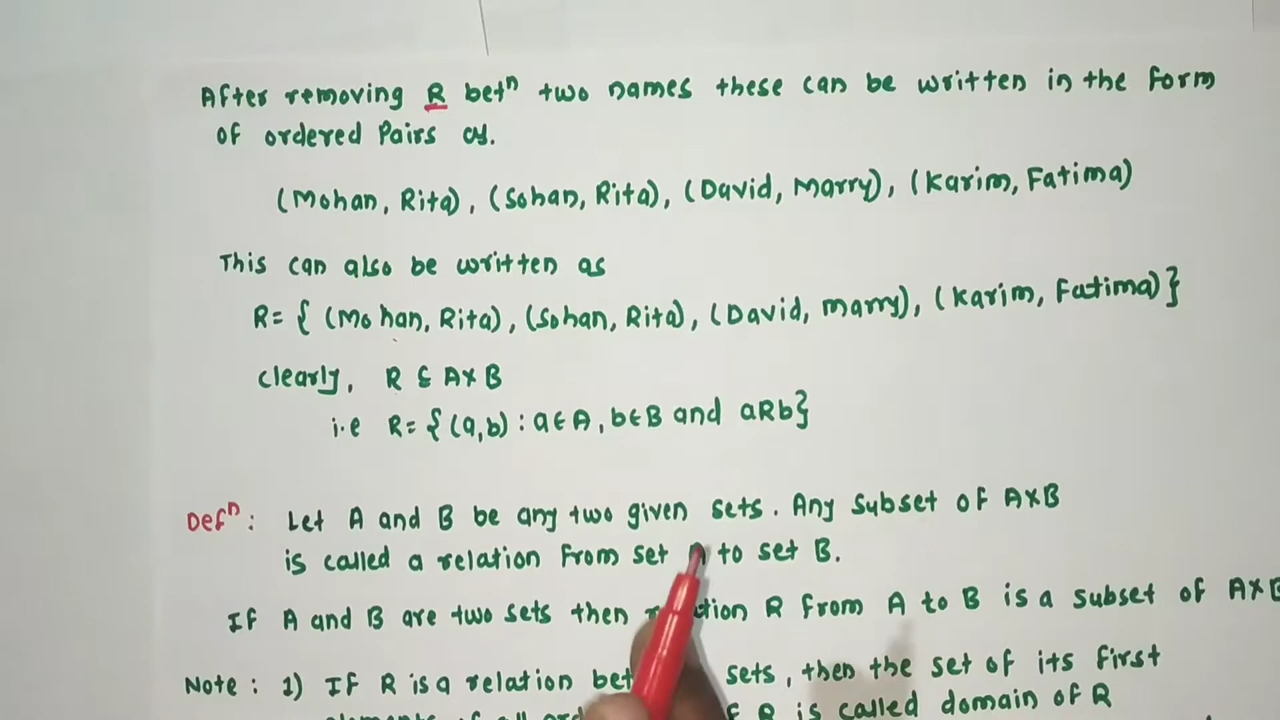 After removing R betⁿ two names these can be written in the form
of ordered Pairs as.
(Mohan, Rita), (Sohan, Rita), (David, Marry), (Karim, Fatima)
This can also be written as
R= { (Mohan, Rita), (Sohan, Rita), (David, Marry), (Karim, Fatima)}
clearly, R ⊆ A×B
i.e R= {(a,b) : a∈A, b∈B and aRb}
Defⁿ: Let A and B be any two given sets. Any subset of A×B
is called a relation from set to set B.
If A and B are two sets then R from A to B is a subset of A×B
Note: 1) If R is a relation sets, then the set of its first
elements of all R is called domain of R